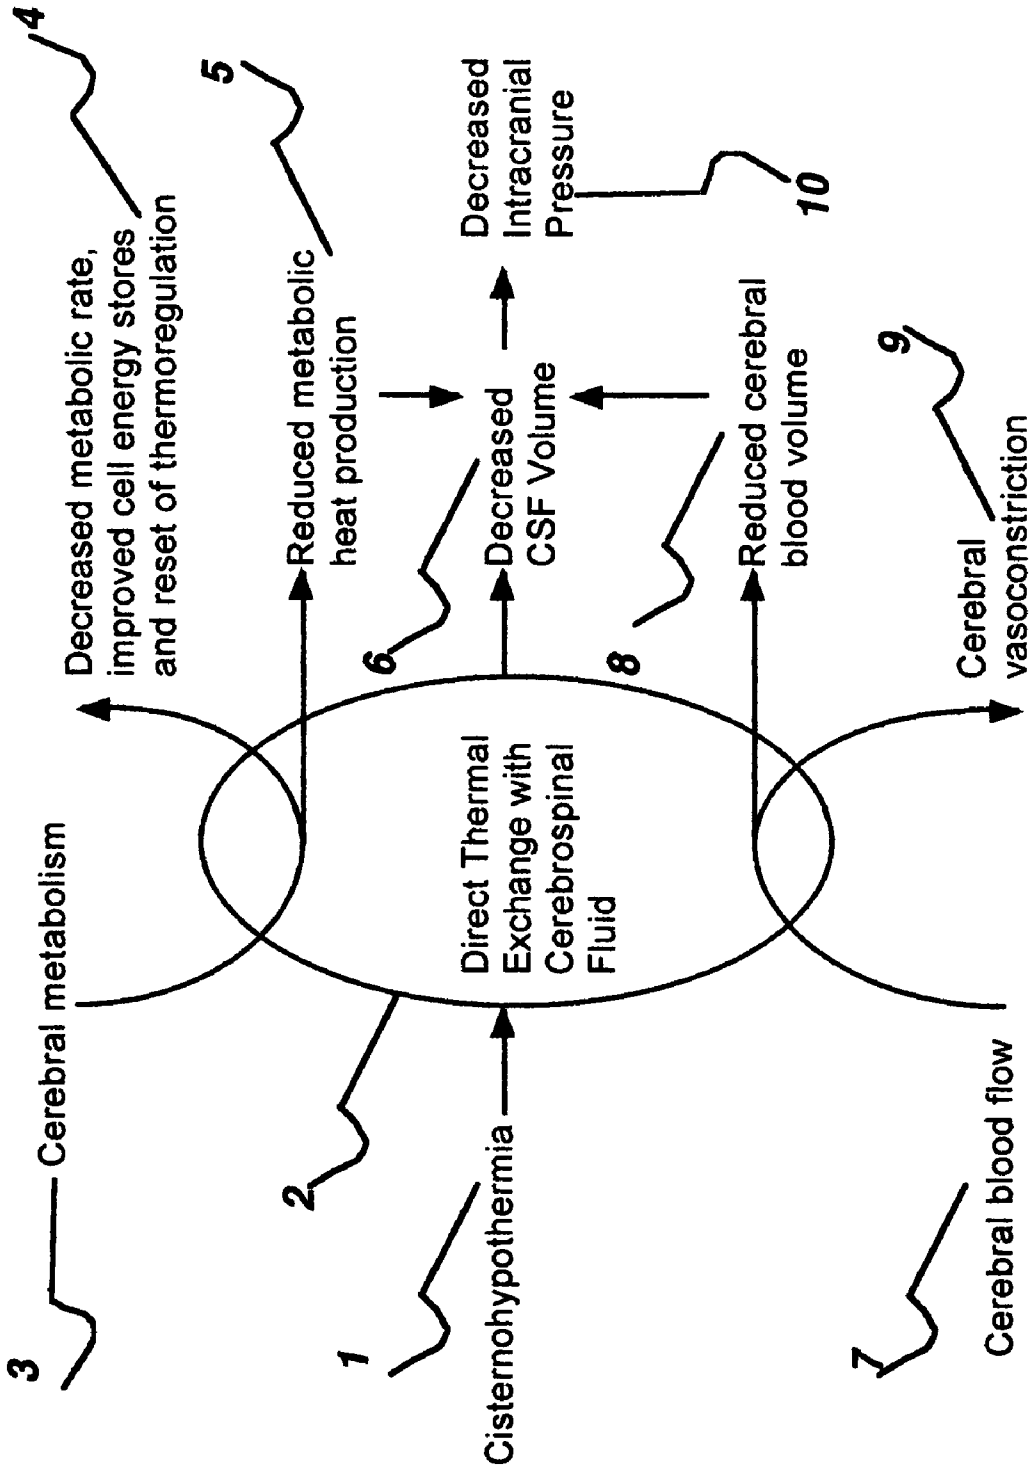 3
Cerebral metabolism
Decreased metabolic rate,
improved cell energy stores
and reset of thermoregulation
4
2
Reduced metabolic
heat production
5
1
Cisternohypothermia
Direct Thermal
Exchange with
Cerebrospinal
Fluid
6
Decreased
CSF Volume
Decreased
Intracranial
Pressure
10
8
Reduced cerebral
blood volume
7
Cerebral blood flow
Cerebral
vasoconstriction
9